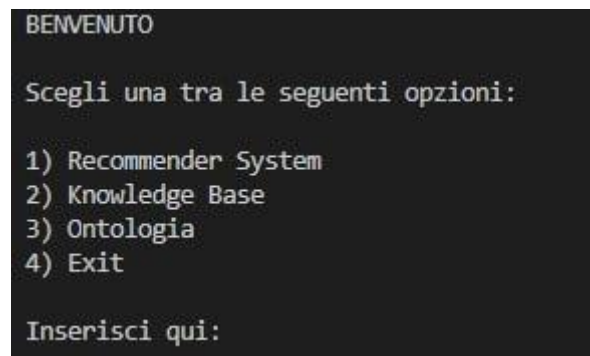 BENVENUTO
Scegli una tra le seguenti opzioni:
1) Recommender System
2) Knowledge Base
3) Ontologia
4) Exit
Inserisci qui: